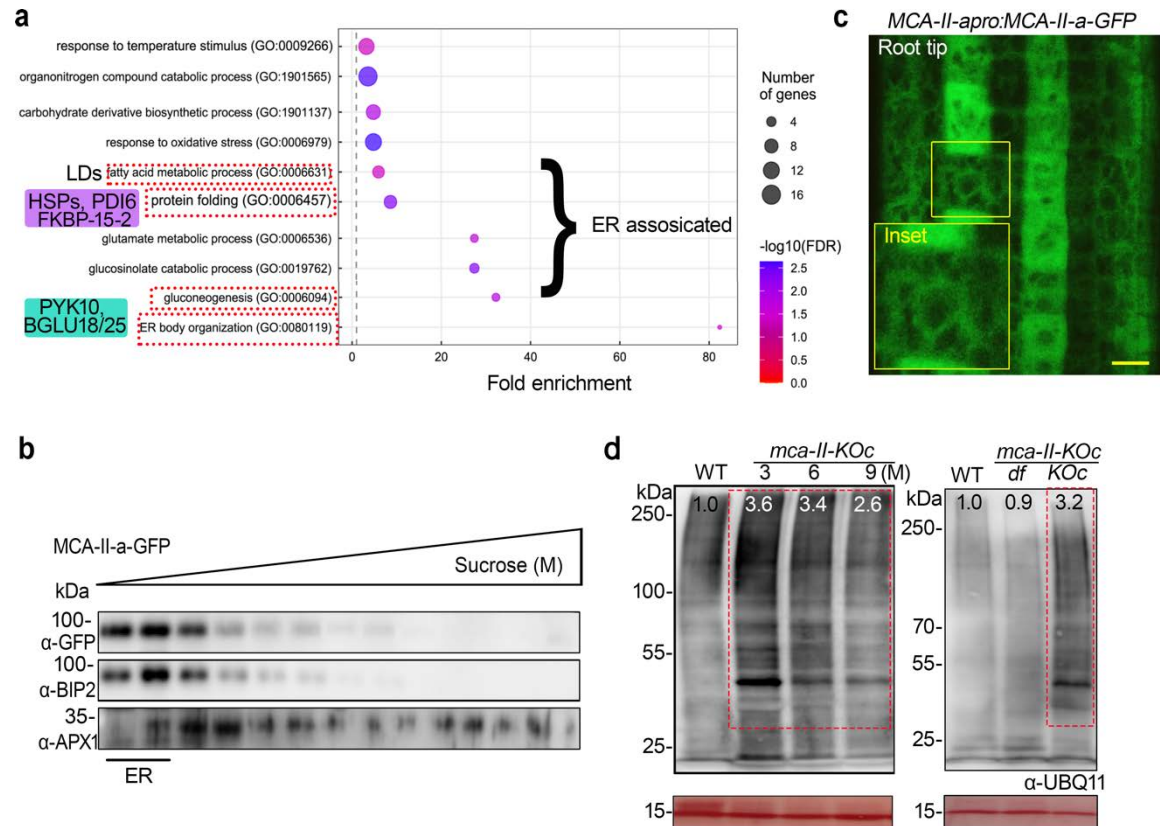 a
response to temperature stimulus (GO:0009266)
organonitrogen compound catabolic process (GO:1901565)
carbohydrate derivative biosynthetic process (GO:1901137)
response to oxidative stress (GO:0006979)
LDs fatty acid metabolic process (GO:0006631)
HSPs, PDI6
FKBP-15-2
protein folding (GO:0006457)
glutamate metabolic process (GO:0006536)
glucosinolate catabolic process (GO:0019762)
gluconeogenesis (GO:0006094)
PYK10,
BGLU18/25
ER body organization (GO:0080119)
ER assosicated
0 20 40 60 80
Fold enrichment
Number
of genes
4
8
12
16
-log10(FDR)
2.5
2.0
1.5
1.0
0.5
0.0
c
MCA-II-apro:MCA-II-a-GFP
Root tip
Inset
b
MCA-II-a-GFP
Sucrose (M)
kDa
100-
α-GFP
100-
α-BIP2
35-
α-APX1
ER
d
mca-II-KOc
WT 3 6 9 (M)
kDa
1.0 3.6 3.4 2.6
250-
100-
55-
25-
15-
mca-II-KOc
WT df KOc
kDa
1.0 0.9 3.2
250-
100-
70-
55-
25-
α-UBQ11
15-